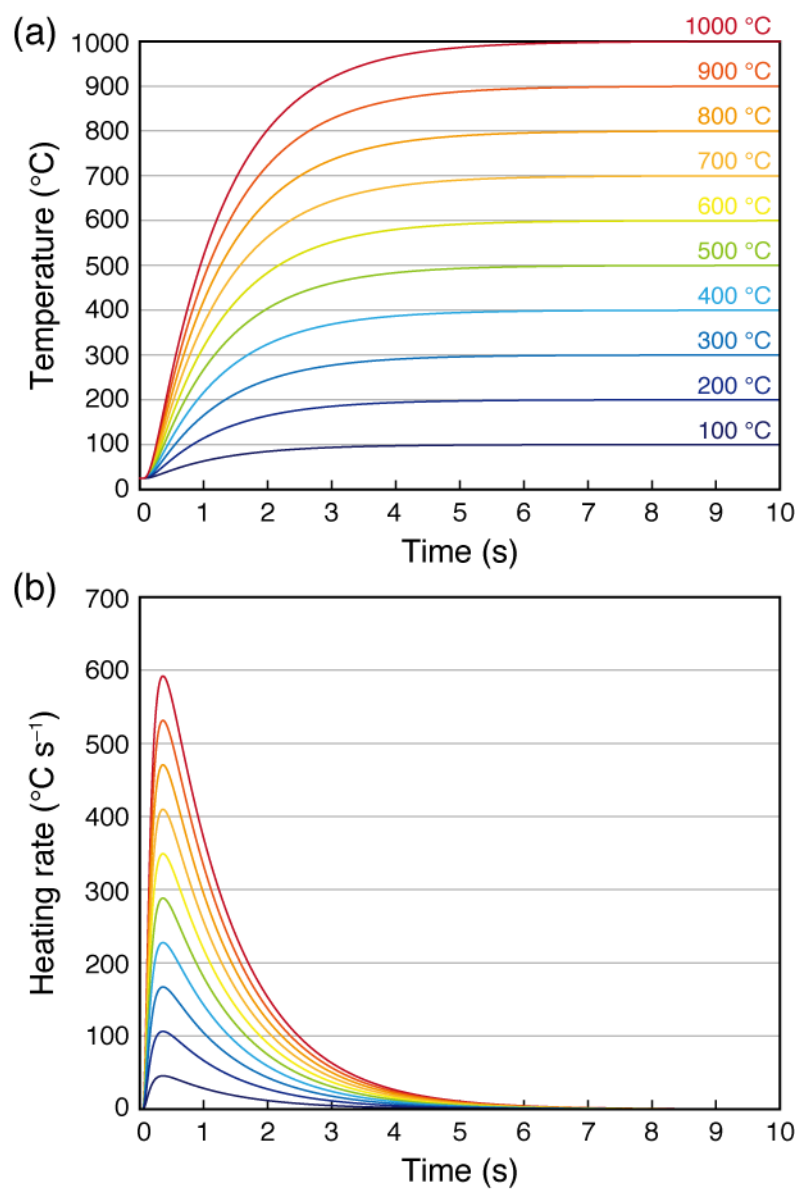 (a)
1000 °C
1000
900 °C
900
800 °C
800
700 °C
700
600 °C
600
500 °C
500
400 °C
400
300 °C
300
200 °C
200
100 °C
100
0
Temperature (°C)
0 1 2 3 4 5 6 7 8 9 10
Time (s)
(b)
700
600
500
400
300
200
100
0
Heating rate (°C s⁻¹)
0 1 2 3 4 5 6 7 8 9 10
Time (s)